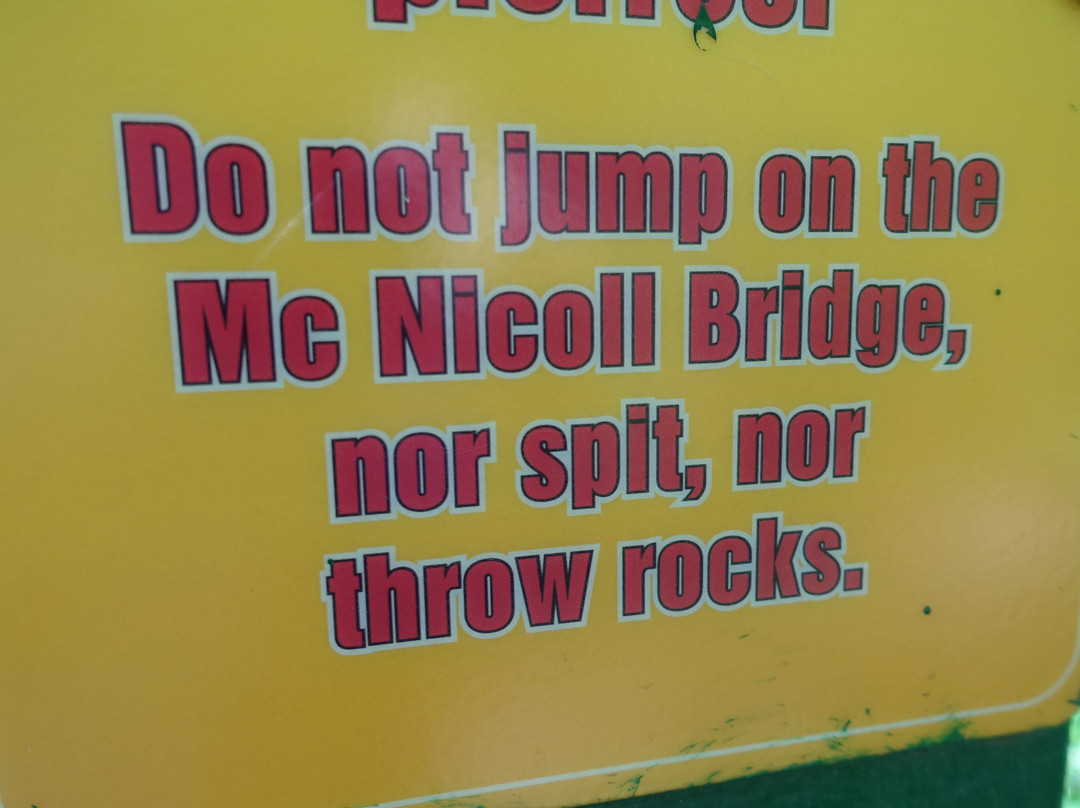 Do not jump on the
Mc Nicoll Bridge,
nor spit, nor
throw rocks.